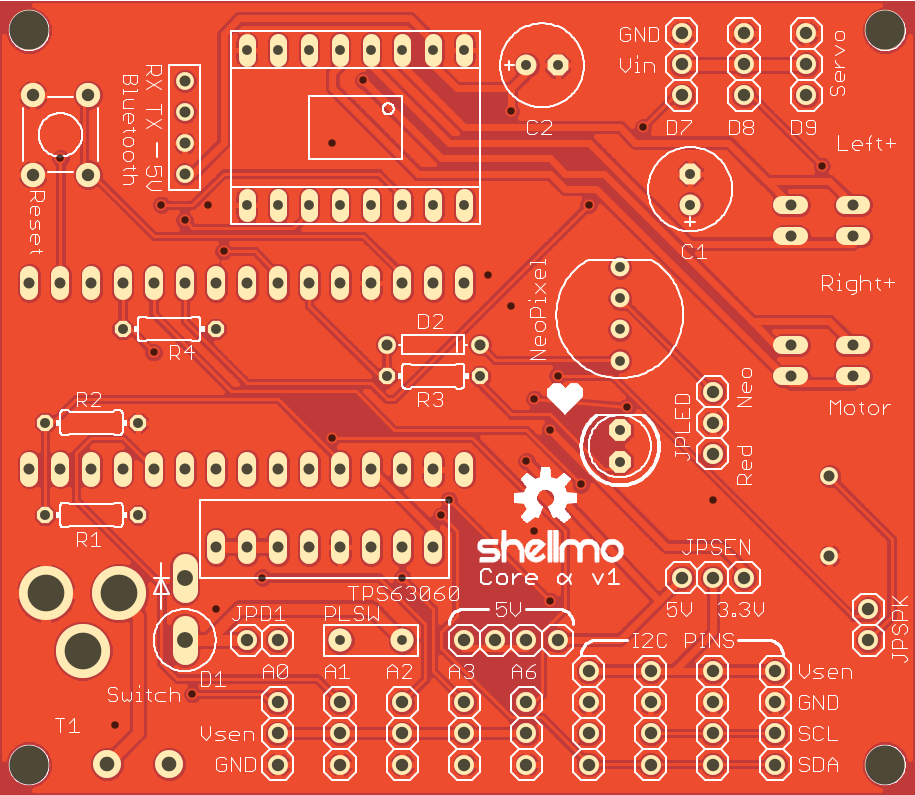 GND
Vin
Servo
D7 D8 D9
C2
RX TX — 5V
Bluetooth
Left+
Reset
C1
Right+
NeoPixel
D2
R4
R3
R2
Neo
JPLED
Red
Motor
R1
shellmo
Core α v1
JPSEN
TPS63060
5V
5V 3.3V
JPD1 PLSW
I2C PINS
JPSPK
D1
A0 A1 A2 A3 A6
Vsen
Switch
GND
T1
Vsen
SCL
GND
SDA